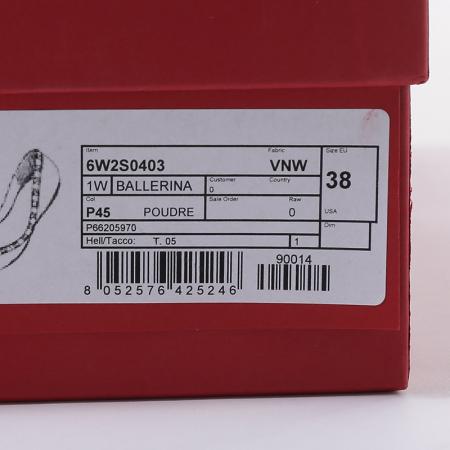 Item Fabric Size EU
6W2S0403 VNW 38
1W BALLERINA Customer 0 Country
Col Sale Order Raw
P45 POUDRE 0 USA
P66205970 Dim
Hell/Tacco: T. 05 1
90014
8 052576 425246